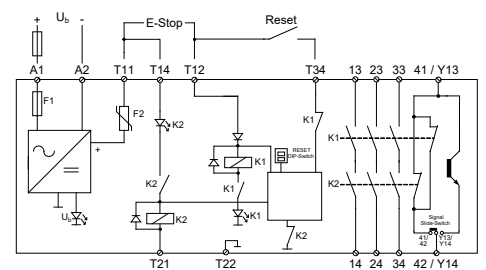 + Ub - E-Stop Reset
A1 A2 T11 T14 T12 T34 13 23 33 41 / Y13
F1 F2 K2 K1 K1
+ K2 K1 K1 RESET DIP-Switch
K2 K2
Ub K2 K1 K2
Signal Slide-Switch
41/ 42 Y13/ Y14
T21 T22 14 24 34 42 / Y14